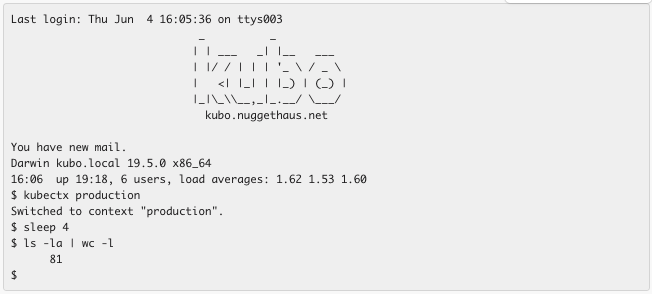 Last login: Thu Jun  4 16:05:36 on ttys003
 _          _
| | ___   _| |__   ___
| |/ / | | | '_ \ / _ \
|   <| |_| | |_) | (_) |
|_|\_\\__,_|_.__/ \___/
kubo.nuggethaus.net
You have new mail.
Darwin kubo.local 19.5.0 x86_64
16:06  up 19:18, 6 users, load averages: 1.62 1.53 1.60
$ kubectx production
Switched to context "production".
$ sleep 4
$ ls -la | wc -l
      81
$